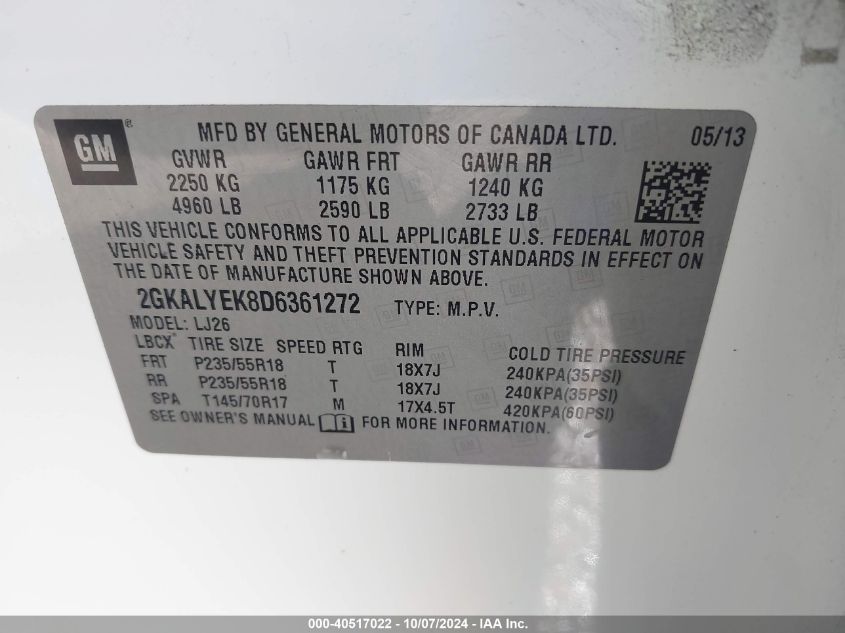 GM® MFD BY GENERAL MOTORS OF CANADA LTD. 05/13
GVWR GAWR FRT GAWR RR
2250 KG 1175 KG 1240 KG
4960 LB 2590 LB 2733 LB
THIS VEHICLE CONFORMS TO ALL APPLICABLE U.S. FEDERAL MOTOR
VEHICLE SAFETY AND THEFT PREVENTION STANDARDS IN EFFECT ON
THE DATE OF MANUFACTURE SHOWN ABOVE.
2GKALYEK8D6361272 TYPE: M.P.V.
MODEL: LJ26
LBCX TIRE SIZE SPEED RTG RIM COLD TIRE PRESSURE
FRT P235/55R18 T 18X7J 240KPA(35PSI)
RR P235/55R18 T 18X7J 240KPA(35PSI)
SPA T145/70R17 M 17X4.5T 420KPA(60PSI)
SEE OWNER'S MANUAL FOR MORE INFORMATION.
000-40517022 - 10/07/2024 - IAA Inc.